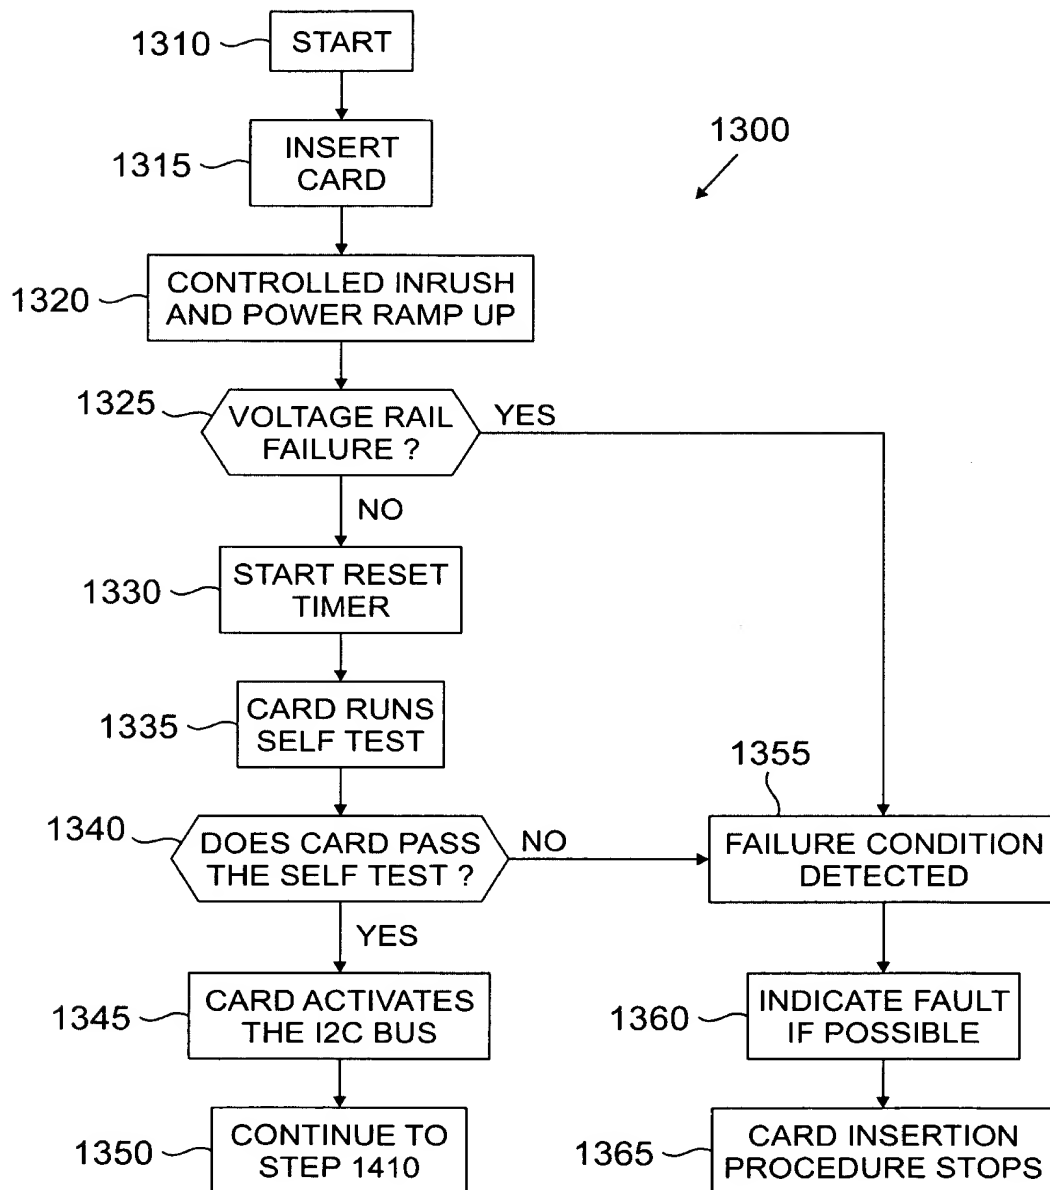 1310
START
1300
1315
INSERT
CARD
1320
CONTROLLED INRUSH
AND POWER RAMP UP
1325
VOLTAGE RAIL
FAILURE ?
YES
NO
1330
START RESET
TIMER
1335
CARD RUNS
SELF TEST
1340
DOES CARD PASS
THE SELF TEST ?
NO
YES
1355
FAILURE CONDITION
DETECTED
1345
CARD ACTIVATES
THE I2C BUS
1360
INDICATE FAULT
IF POSSIBLE
1350
CONTINUE TO
STEP 1410
1365
CARD INSERTION
PROCEDURE STOPS